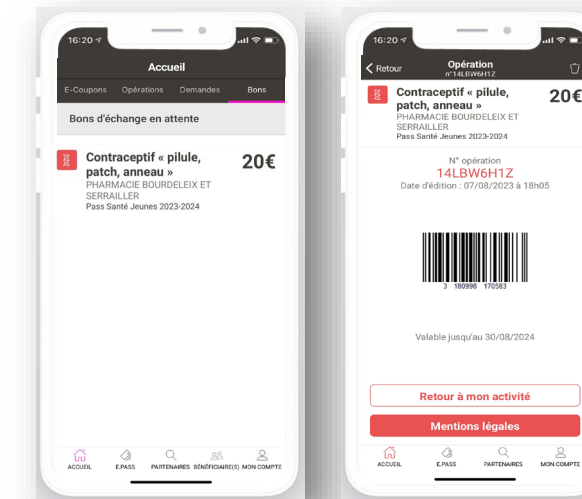 16:20
Accueil
E-Coupons Opérations Demandes Bons
Bons d'échange en attente
Contraceptif « pilule,
patch, anneau »
20€
PHARMACIE BOURDELEIX ET
SERRAILLER
Pass Santé Jeunes 2023-2024
ACCUEIL E.PASS PARTENAIRES BÉNÉFICIAIRE(S) MON COMPTE
16:20
Retour
Opération
n°14LBW6H1Z
Contraceptif « pilule,
patch, anneau »
20€
PHARMACIE BOURDELEIX ET
SERRAILLER
Pass Santé Jeunes 2023-2024
N° opération
14LBW6H1Z
Date d'édition : 07/08/2023 à 18h05
3 180998 170583
Valable jusqu'au 30/08/2024
Retour à mon activité
Mentions légales
ACCUEIL E.PASS PARTENAIRES MON COMPTE